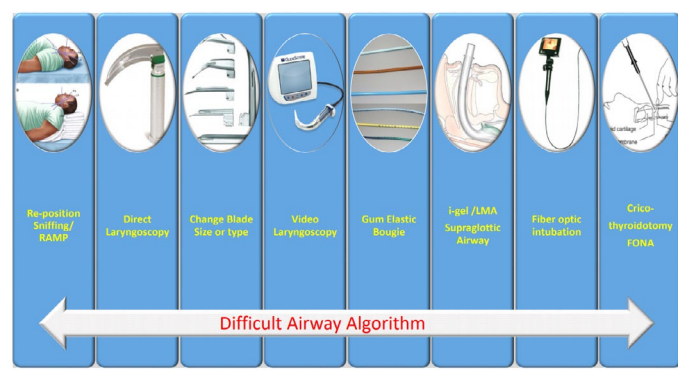 Re-position
Sniffing/
RAMP
Direct
Laryngoscopy
Change Blade
Size or type
Video
Laryngoscopy
Gum Elastic
Bougie
i-gel /LMA
Supraglottic
Airway
Fiber optic
intubation
Crico-
thyroidotomy
FONA
Difficult Airway Algorithm